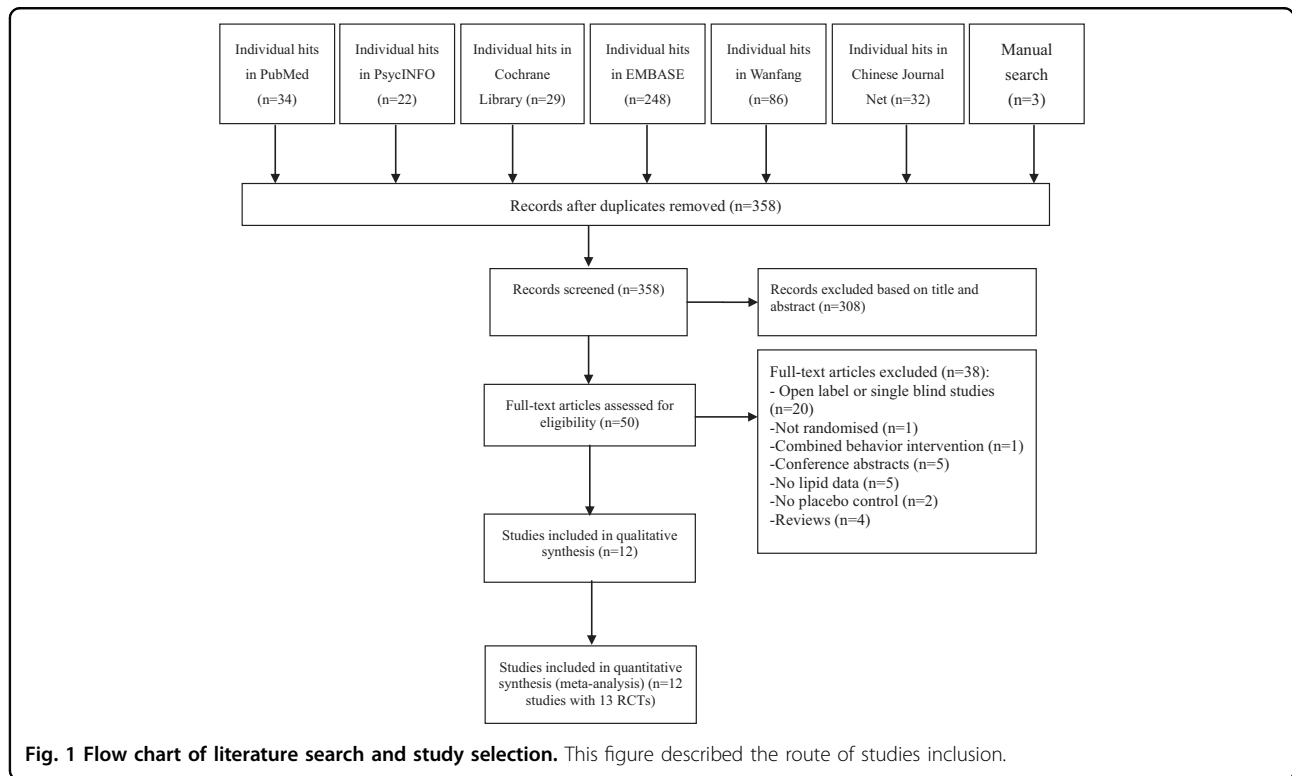 Individual hits
in PubMed
(n=34)
Individual hits
in PsycINFO
(n=22)
Individual hits in
Cochrane
Library (n=29)
Individual hits
in EMBASE
(n=248)
Individual hits
in Wanfang
(n=86)
Individual hits in
Chinese Journal
Net (n=32)
Manual
search
(n=3)
Records after duplicates removed (n=358)
Records screened (n=358)
Records excluded based on title and
abstract (n=308)
Full-text articles assessed for
eligibility (n=50)
Full-text articles excluded (n=38):
- Open label or single blind studies
(n=20)
-Not randomised (n=1)
-Combined behavior intervention (n=1)
-Conference abstracts (n=5)
-No lipid data (n=5)
-No placebo control (n=2)
-Reviews (n=4)
Studies included in qualitative
synthesis (n=12)
Studies included in quantitative
synthesis (meta-analysis) (n=12
studies with 13 RCTs)
Fig. 1 Flow chart of literature search and study selection. This figure described the route of studies inclusion.